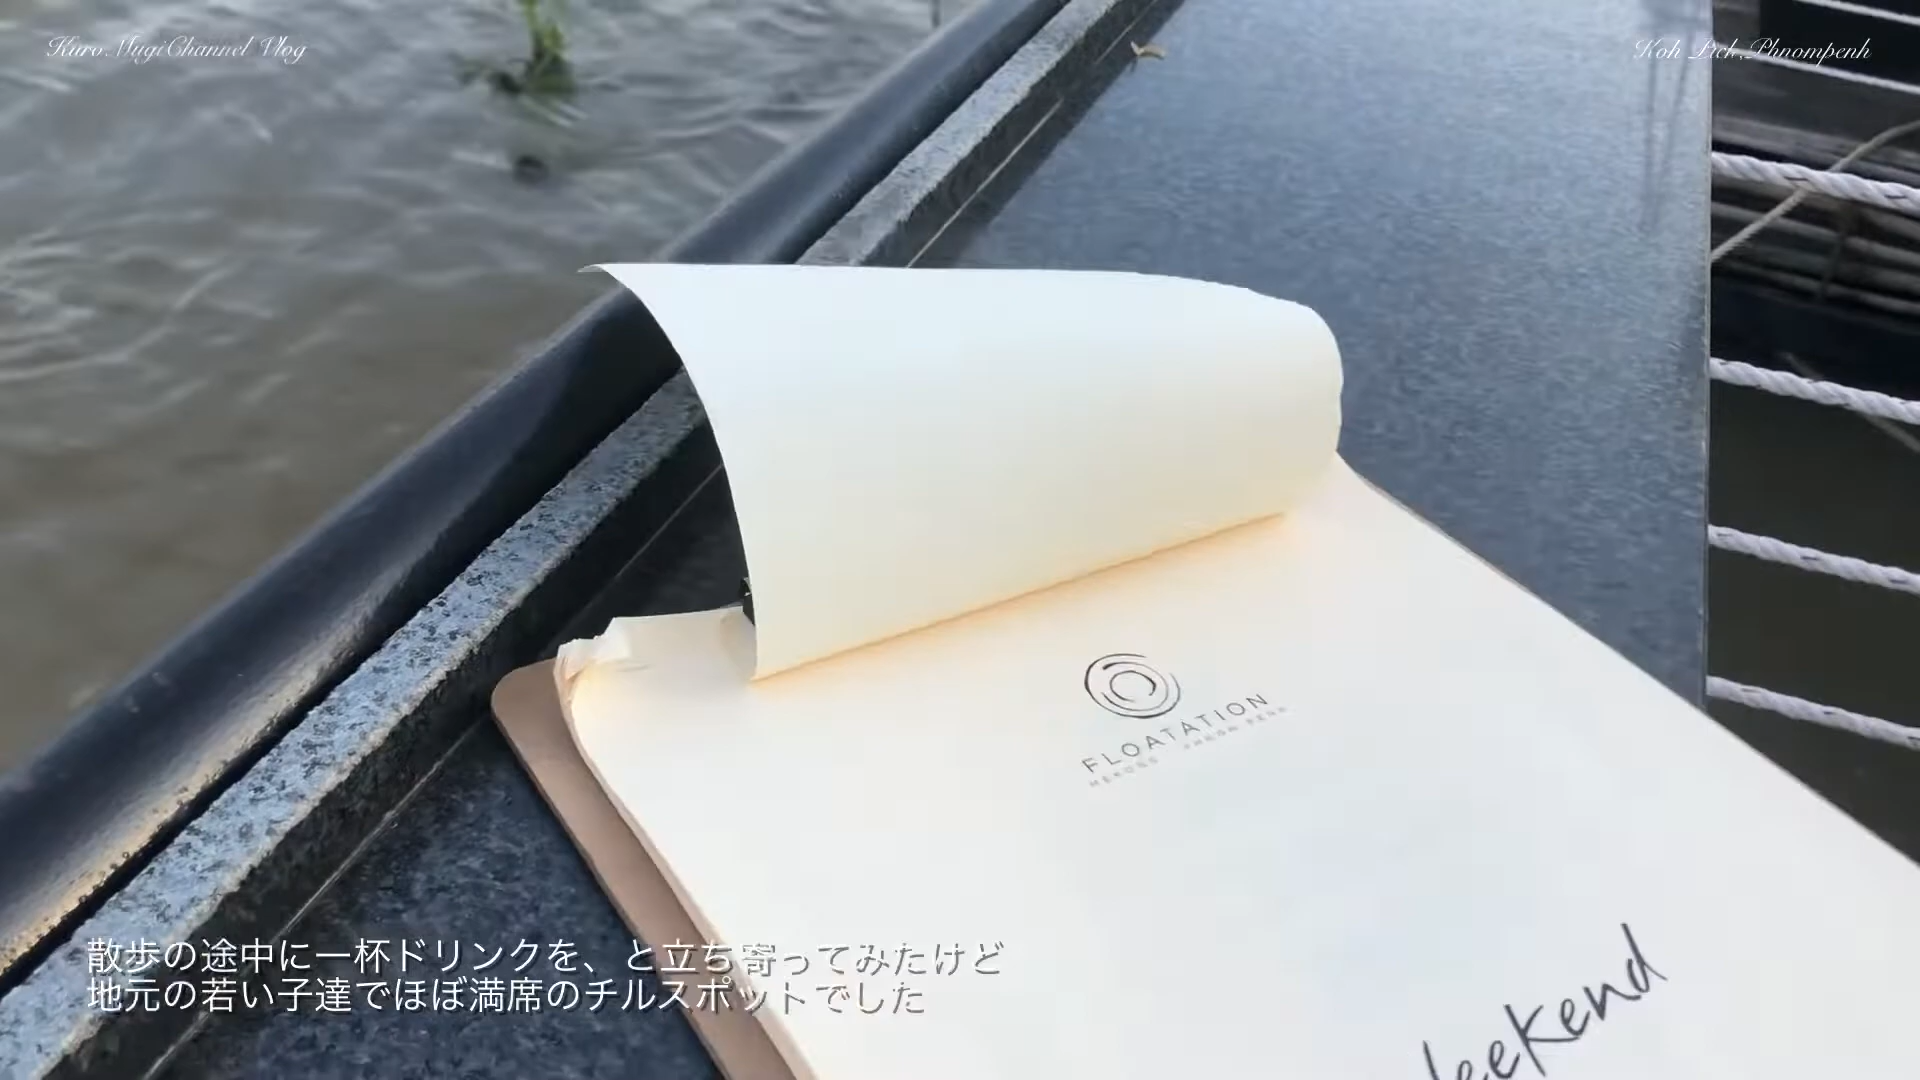 Kuro Mugi Channel Vlog
Koh Pich, Phnompenh
FLOATATION
散歩の途中に一杯ドリンクを、と立ち寄ってみたけど
地元の若い子達でほぼ満席のチルスポットでした